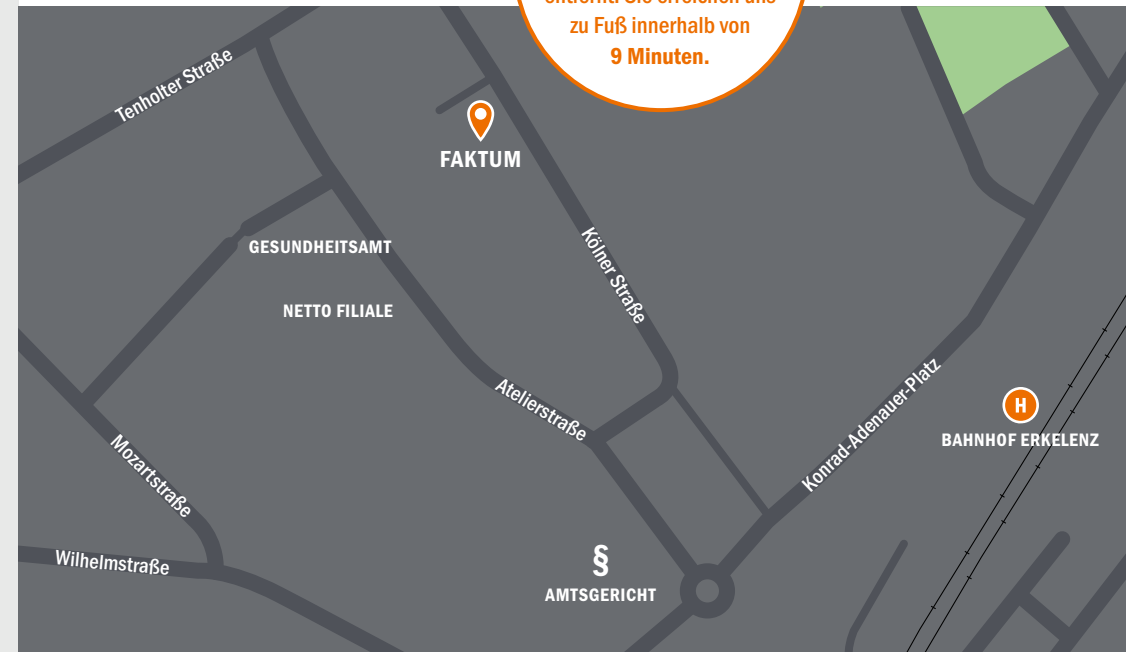 zu Fuß innerhalb von
9 Minuten.
Tenholter Straße
FAKTUM
Kölner Straße
GESUNDHEITSAMT
NETTO FILIALE
Atelierstraße
Konrad-Adenauer-Platz
H
BAHNHOF ERKELENZ
Mozartstraße
Wilhelmstraße
§
AMTSGERICHT